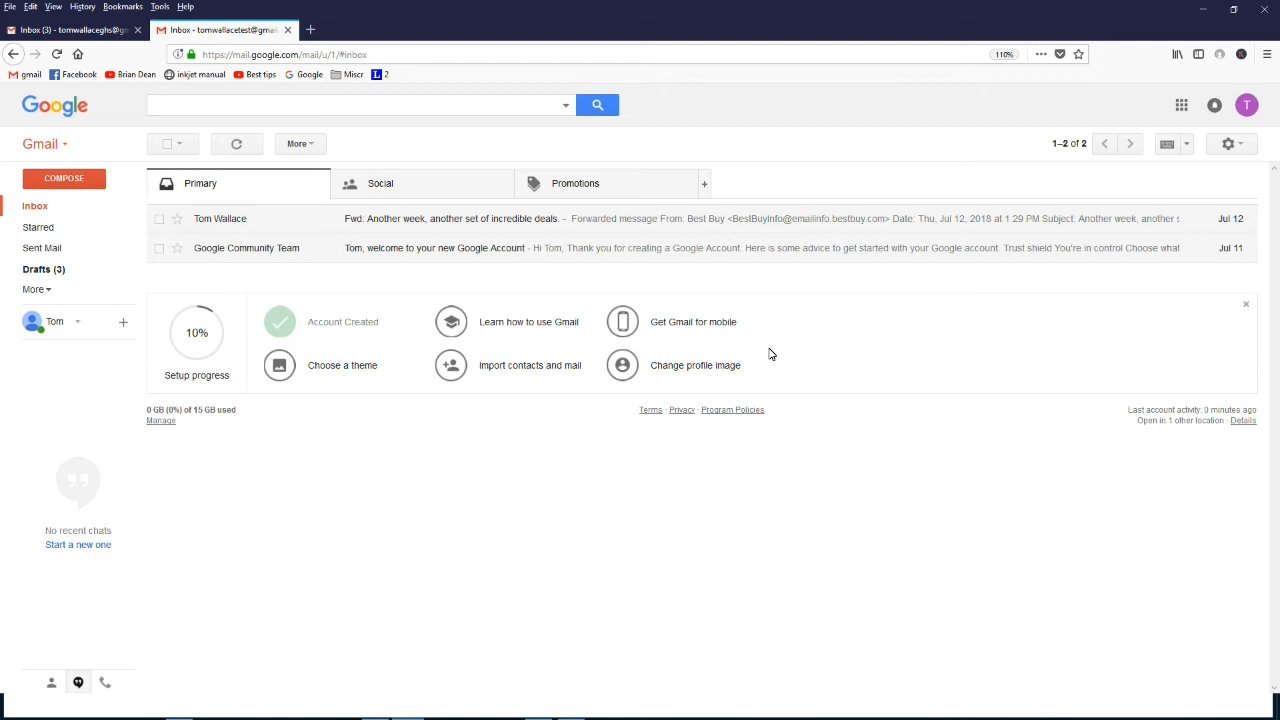 File Edit View History Bookmarks Tools Help
Inbox (3) - tomwallaceghs@gm Inbox - tomwallacetest@gmail
https://mail.google.com/mail/u/1/#inbox 110%
gmail Facebook Brian Dean inkjet manual Best tips Google Miscr L 2
Google T
Gmail More 1–2 of 2
COMPOSE
Primary Social Promotions +
Inbox
Starred
Sent Mail
Drafts (3)
More
Tom
Tom Wallace Fwd: Another week, another set of incredible deals. - Forwarded message From: Best Buy <BestBuyInfo@emailinfo.bestbuy.com> Date: Thu, Jul 12, 2018 at 1:29 PM Subject: Another week, another s Jul 12
Google Community Team Tom, welcome to your new Google Account - Hi Tom, Thank you for creating a Google Account. Here is some advice to get started with your Google account. Trust shield You're in control Choose what Jul 11
10%
Setup progress
Account Created Learn how to use Gmail Get Gmail for mobile
Choose a theme Import contacts and mail Change profile image
0 GB (0%) of 15 GB used
Manage
Terms · Privacy · Program Policies
Last account activity: 0 minutes ago
Open in 1 other location · Details
No recent chats
Start a new one